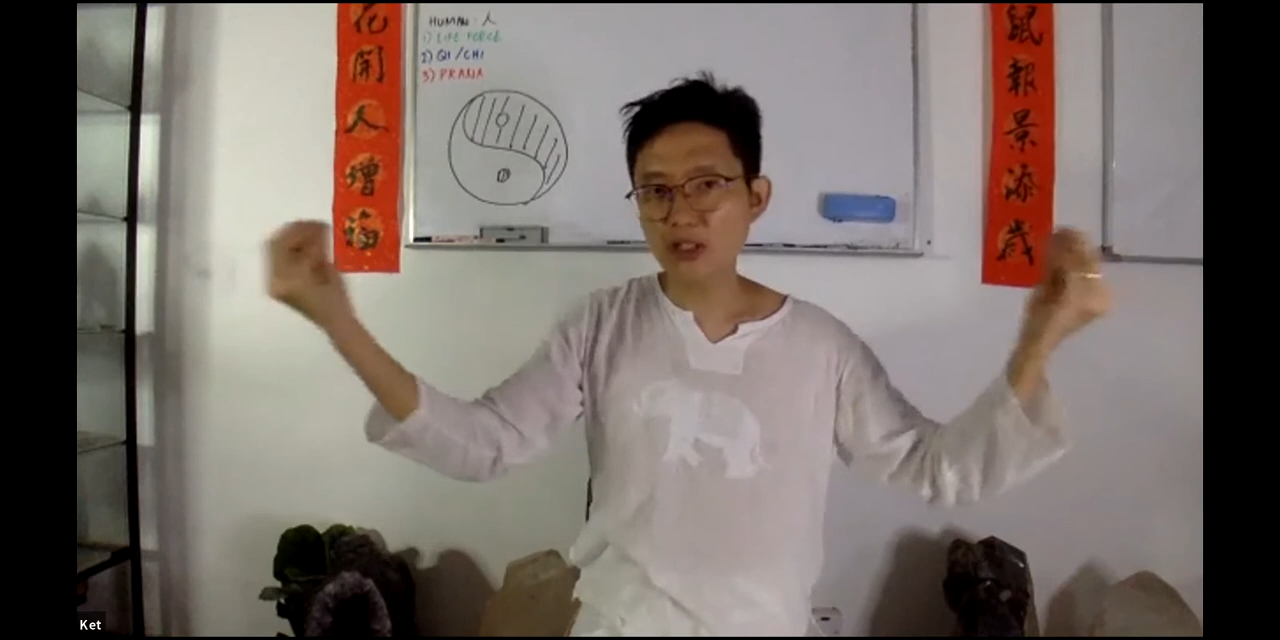 HUMAN : 人
1) LIFE FORCE
2) QI / CHI
3) PRANA
花開人增
鼠報景添歲
Ket